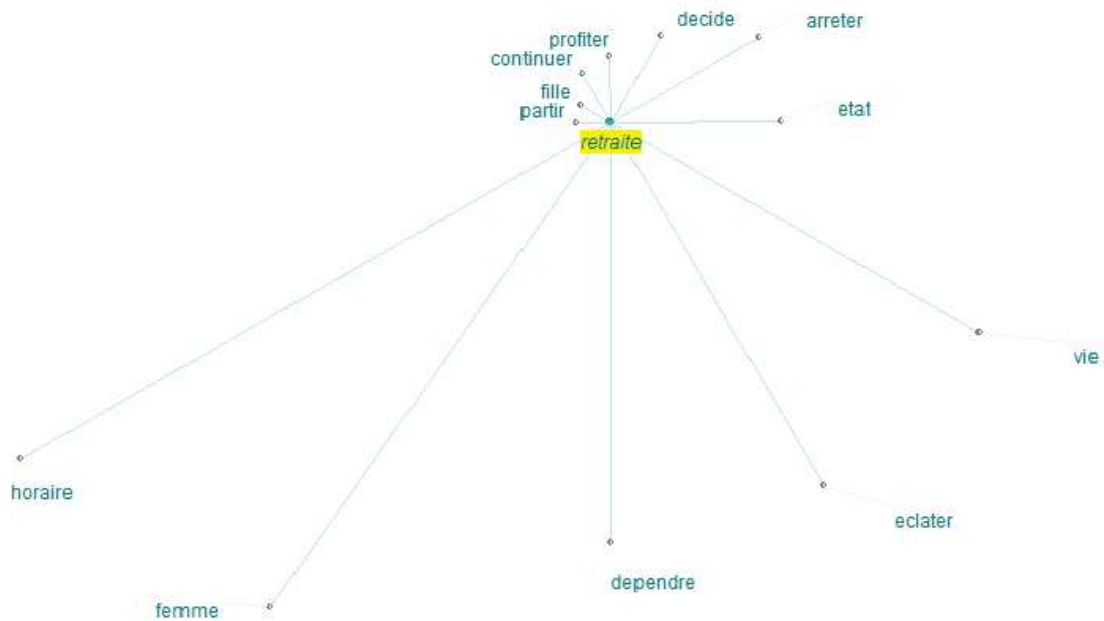 decide
arreter
profiter
continuer
fille
partir
etat
retraite
vie
horaire
eclater
dependre
femme